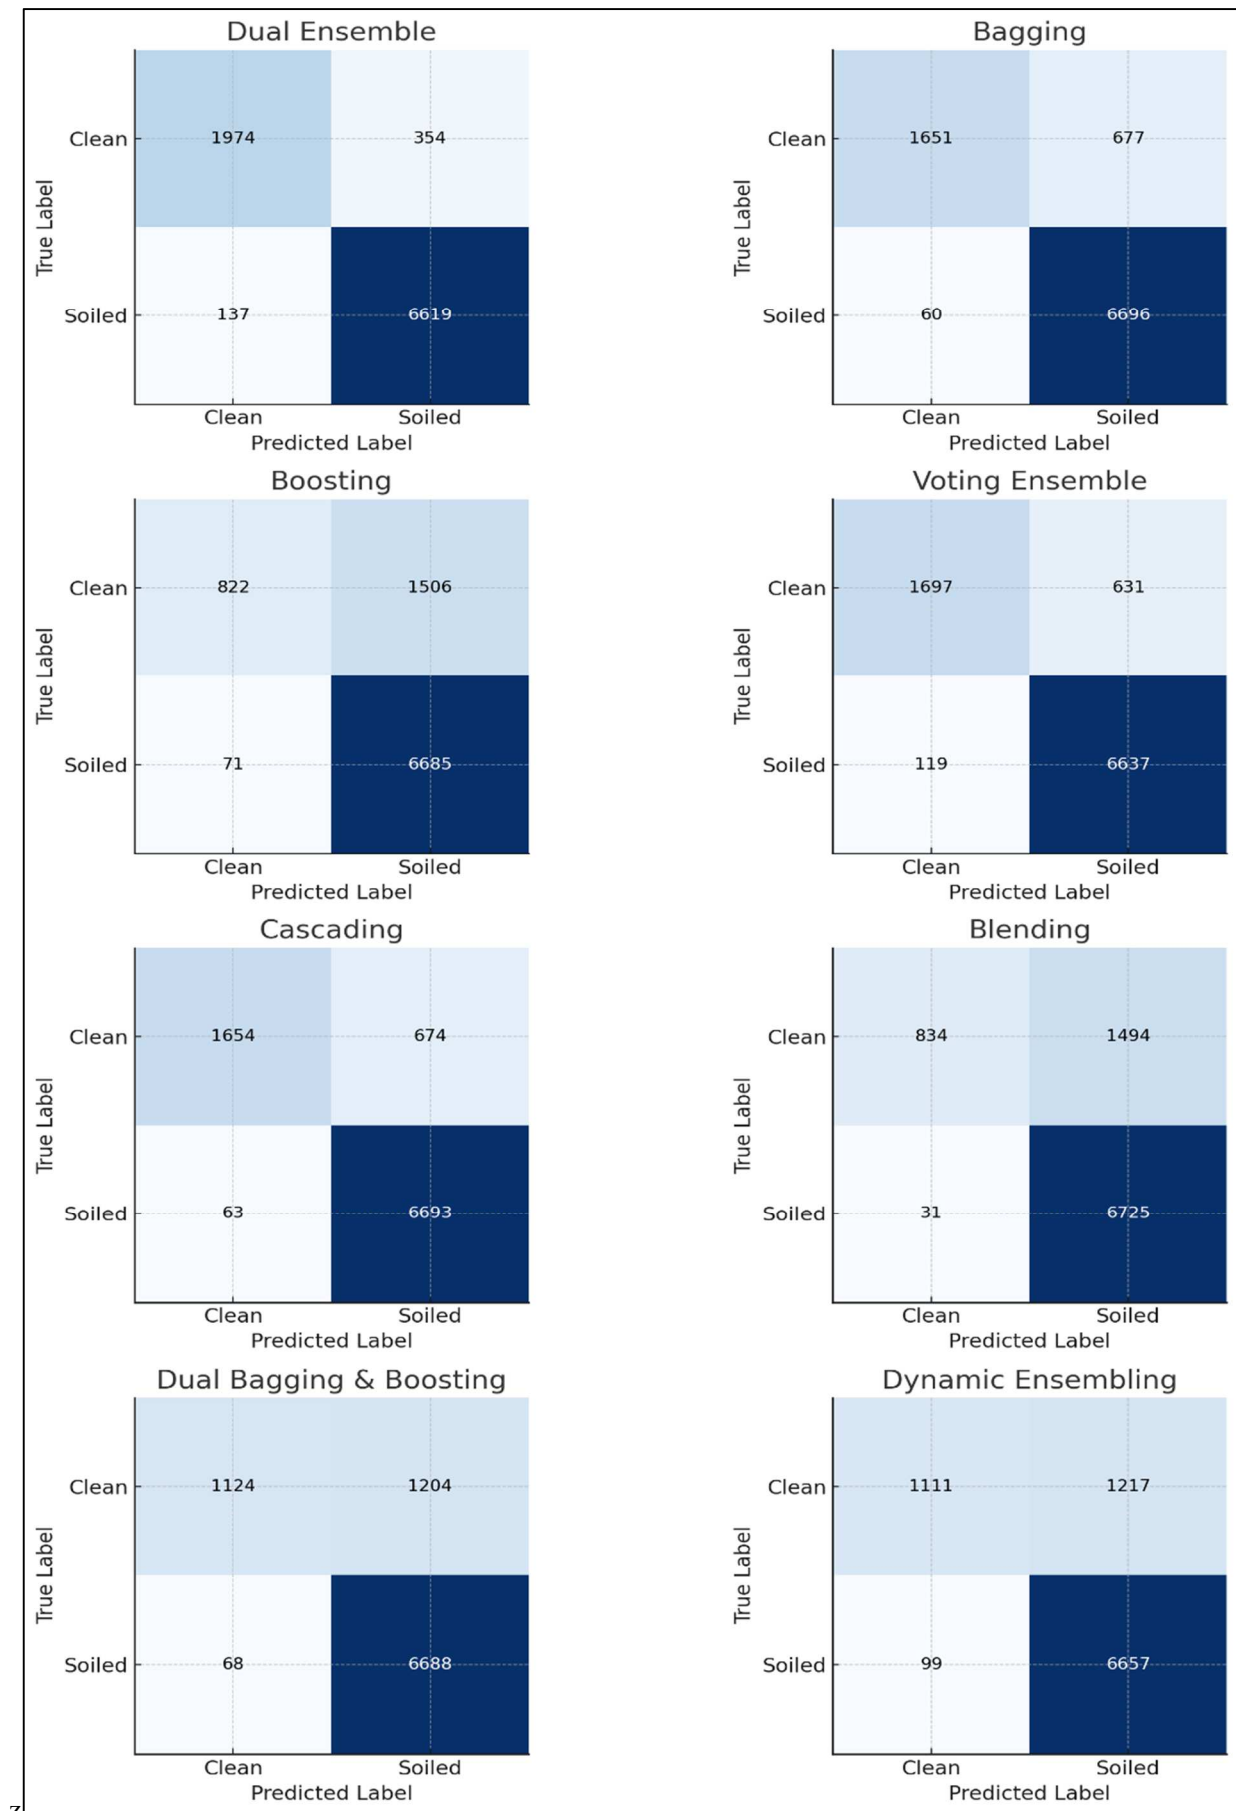 Dual Ensemble
True Label
Clean
1974
354
Soiled
137
6619
Clean
Soiled
Predicted Label
Bagging
True Label
Clean
1651
677
Soiled
60
6696
Clean
Soiled
Predicted Label
Boosting
True Label
Clean
822
1506
Soiled
71
6685
Clean
Soiled
Predicted Label
Voting Ensemble
True Label
Clean
1697
631
Soiled
119
6637
Clean
Soiled
Predicted Label
Cascading
True Label
Clean
1654
674
Soiled
63
6693
Clean
Soiled
Predicted Label
Blending
True Label
Clean
834
1494
Soiled
31
6725
Clean
Soiled
Predicted Label
Dual Bagging & Boosting
True Label
Clean
1124
1204
Soiled
68
6688
Clean
Soiled
Predicted Label
Dynamic Ensembling
True Label
Clean
1111
1217
Soiled
99
6657
Clean
Soiled
Predicted Label